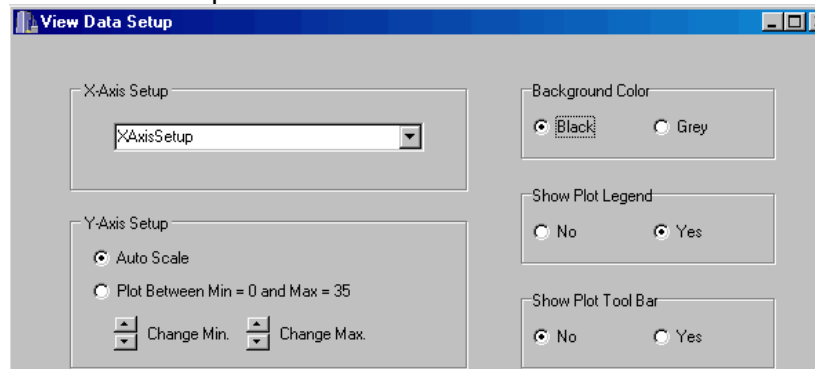 View Data Setup
X-Axis Setup
XAxisSetup
Y-Axis Setup
Auto Scale
Plot Between Min = 0 and Max = 35
Change Min. Change Max.
Background Color
Black Grey
Show Plot Legend
No Yes
Show Plot Tool Bar
No Yes